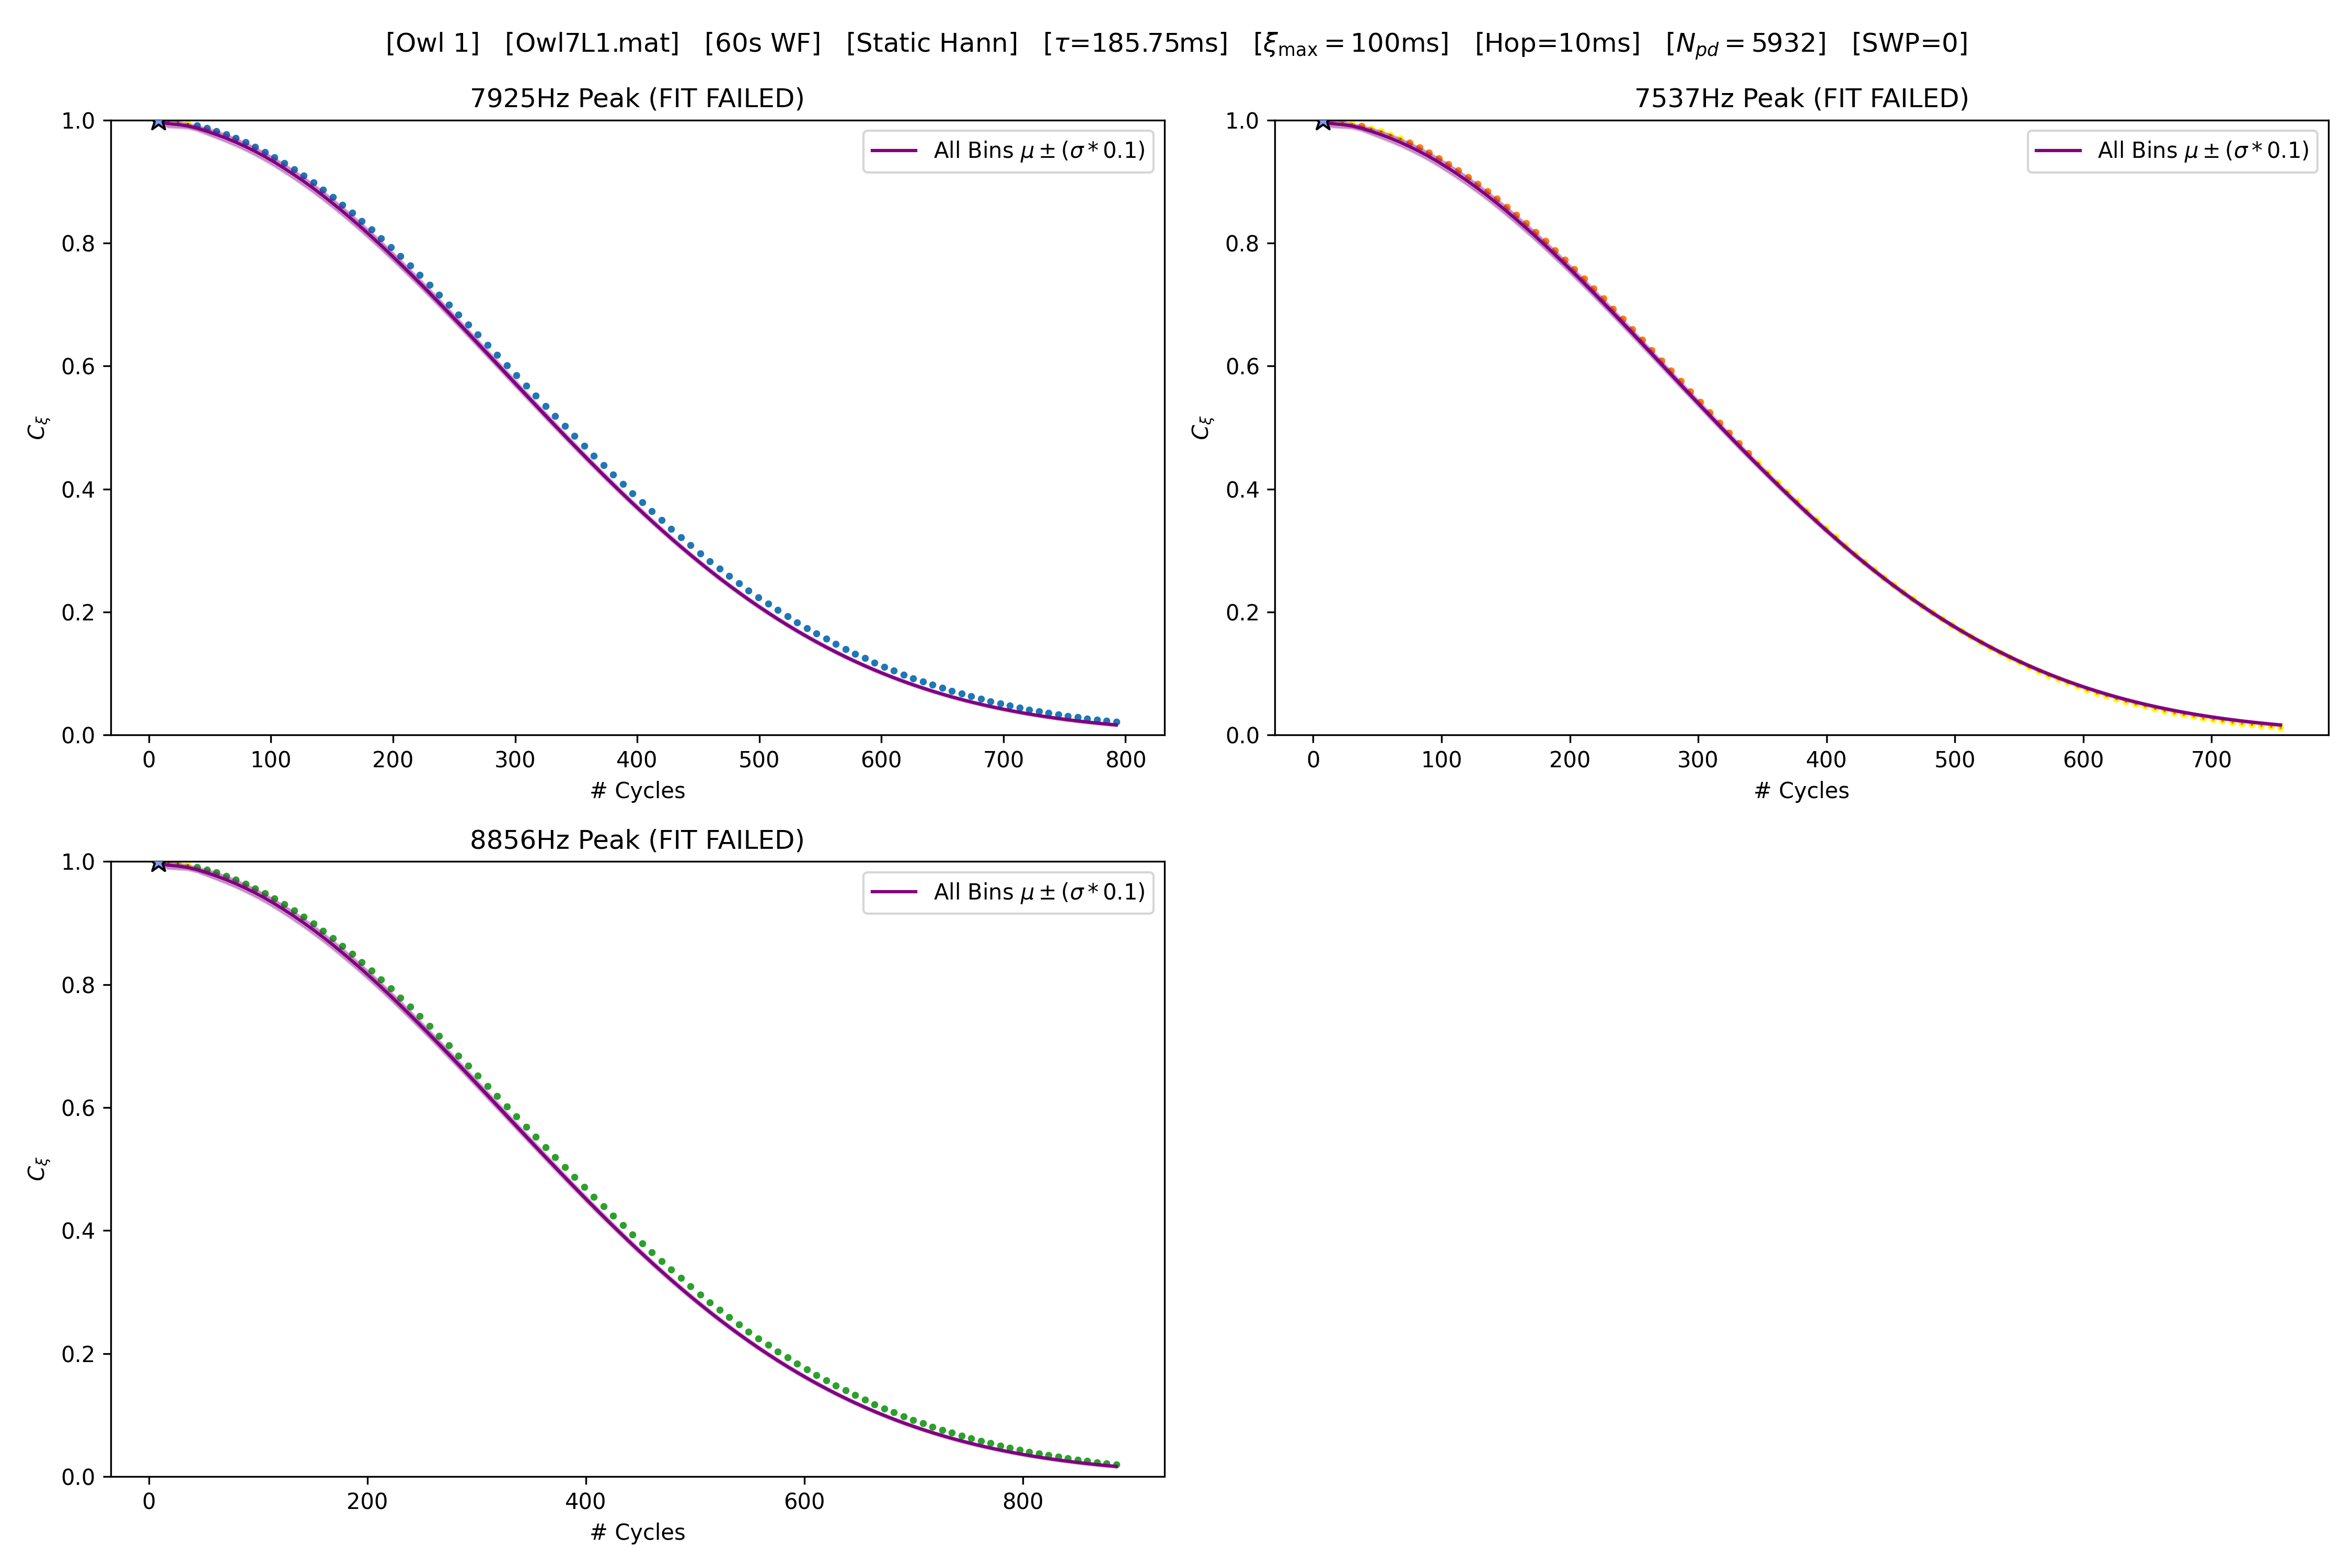 [Owl 1] [Owl7L1.mat] [60s WF] [Static Hann] [τ=185.75ms] [ξmax = 100ms] [Hop=10ms] [Npd = 5932] [SWP=0]
7925Hz Peak (FIT FAILED)
All Bins μ ± (σ * 0.1)
1.0
0.8
0.6
0.4
0.2
0.0
Cξ
0 100 200 300 400 500 600 700 800
# Cycles
7537Hz Peak (FIT FAILED)
All Bins μ ± (σ * 0.1)
1.0
0.8
0.6
0.4
0.2
0.0
Cξ
0 100 200 300 400 500 600 700
# Cycles
8856Hz Peak (FIT FAILED)
All Bins μ ± (σ * 0.1)
1.0
0.8
0.6
0.4
0.2
0.0
Cξ
0 200 400 600 800
# Cycles